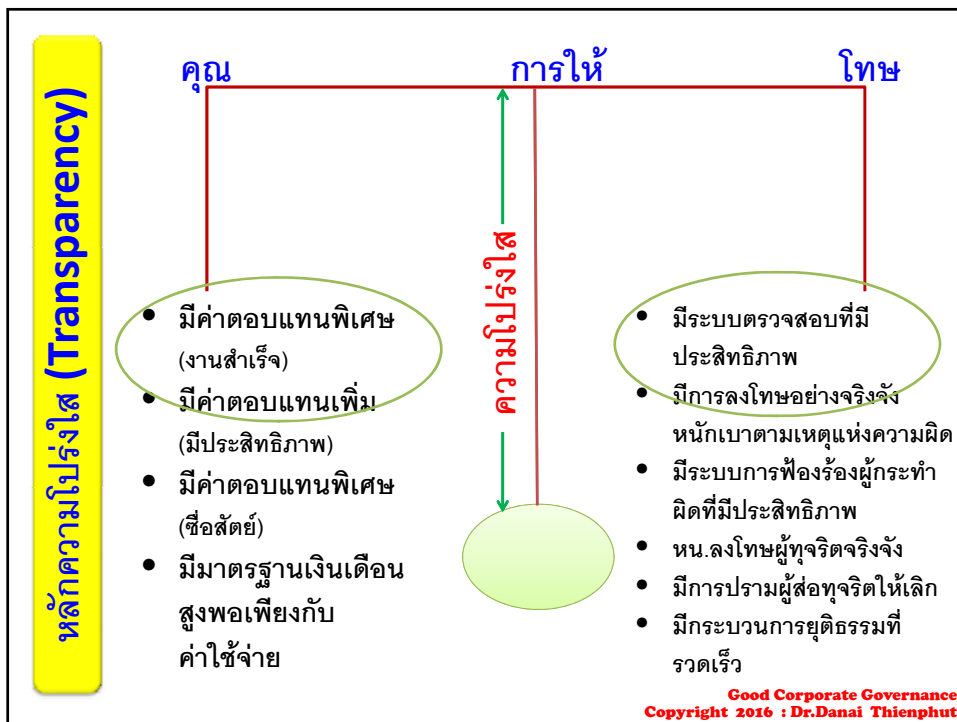 หลักความโปร่งใส (Transparency)
คุณ
การให้
โทษ
ความโปร่งใส
• มีค่าตอบแทนพิเศษ
(งานสำเร็จ)
• มีค่าตอบแทนเพิ่ม
(มีประสิทธิภาพ)
• มีค่าตอบแทนพิเศษ
(ซื่อสัตย์)
• มีมาตรฐานเงินเดือน
สูงพอเพียงกับ
ค่าใช้จ่าย
• มีระบบตรวจสอบที่มี
ประสิทธิภาพ
• มีการลงโทษอย่างจริงจัง
หนักเบาตามเหตุแห่งความผิด
• มีระบบการฟ้องร้องผู้กระทำ
ผิดที่มีประสิทธิภาพ
• หน.ลงโทษผู้ทุจริตจริงจัง
• มีการปรามผู้ส่อทุจริตให้เลิก
• มีกระบวนการยุติธรรมที่
รวดเร็ว
Good Corporate Governance
Copyright 2016 : Dr.Danai Thienphut